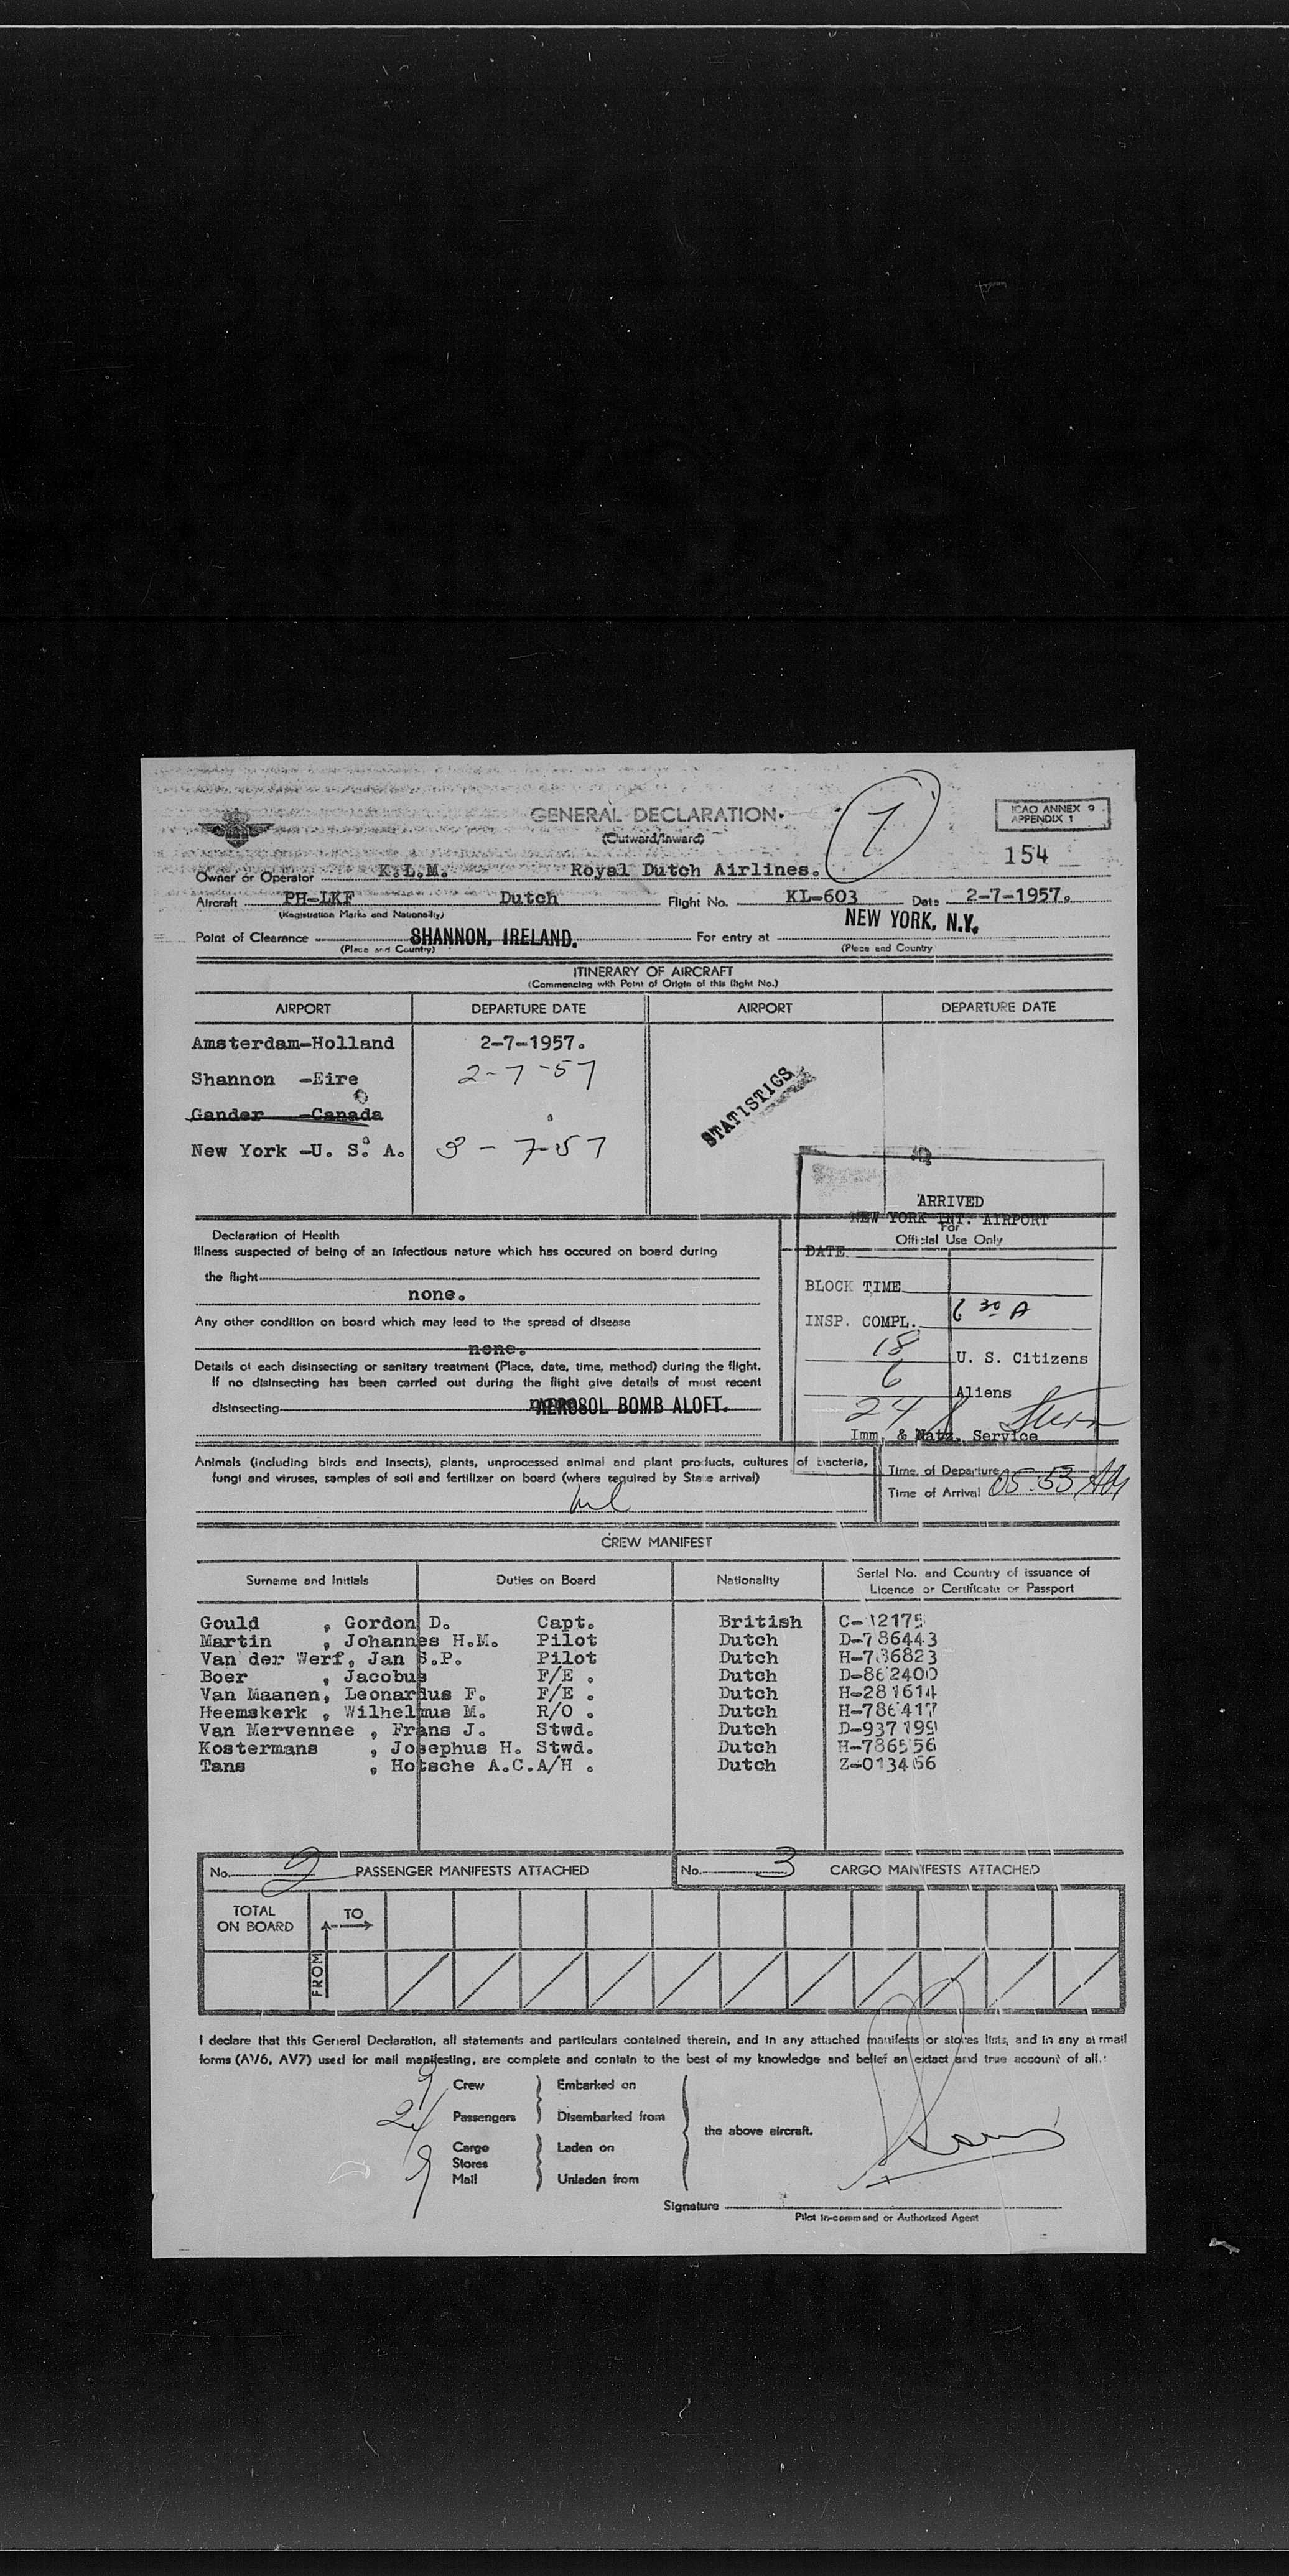 GENERAL DECLARATION
(Outward/Inward)
1
ICAO ANNEX 9
APPENDIX 1
154
Owner or Operator K.L.M. Royal Dutch Airlines.
Aircraft PH-LKF Dutch Flight No. KL-603 Date 2-7-1957.
(Registration Marks and Nationality)
Point of Clearance SHANNON, IRELAND. For entry at NEW YORK, N.Y.
(Place and Country) (Place and Country
ITINERARY OF AIRCRAFT
(Commencing with Point of Origin of this flight No.)
AIRPORT DEPARTURE DATE AIRPORT DEPARTURE DATE
Amsterdam-Holland 2-7-1957.
Shannon -Eire 2-7-57
Gander -Canada
New York -U. S. A. 3-7-57
STATISTICS
ARRIVED
NEW YORK INT. AIRPORT
For
Official Use Only
DATE
BLOCK TIME
INSP. COMPL. 6 30 A
18 U. S. Citizens
6 Aliens
24
Imm. & Natz. Service
Declaration of Health
Illness suspected of being of an infectious nature which has occured on board during
the flight
none.
Any other condition on board which may lead to the spread of disease
none.
Details of each disinsecting or sanitary treatment (Place, date, time, method) during the flight.
If no disinsecting has been carried out during the flight give details of most recent
disinsecting AEROSOL BOMB ALOFT.
Animals (including birds and insects), plants, unprocessed animal and plant products, cultures of bacteria,
fungi and viruses, samples of soil and fertilizer on board (where required by State arrival)
nil
Time of Departure
Time of Arrival 05.53 AM
CREW MANIFEST
Surname and Initials Duties on Board Nationality Serial No. and Country of issuance of
Licence or Certificate or Passport
Gould , Gordon D. Capt. British C-12175
Martin , Johannes H.M. Pilot Dutch D-786443
Van der Werf, Jan S.P. Pilot Dutch H-786823
Boer , Jacobus F/E . Dutch D-862400
Van Maanen, Leonardus F. F/E . Dutch H-281614
Heemskerk , Wilhelmus M. R/O . Dutch H-786417
Van Mervennee , Frans J. Stwd. Dutch D-937199
Kostermans , Josephus H. Stwd. Dutch H-786556
Tans , Hotsche A.C. A/H . Dutch Z-013466
No. 2 PASSENGER MANIFESTS ATTACHED No. 3 CARGO MANIFESTS ATTACHED
TOTAL
ON BOARD
TO
FROM
I declare that this General Declaration, all statements and particulars contained therein, and in any attached manifests or stores lists, and in any airmail
forms (AV6, AV7) used for mail manifesting, are complete and contain to the best of my knowledge and belief an extact and true account of all:
9 Crew Embarked on
24 Passengers Disembarked from
the above aircraft.
Cargo Laden on
Stores
Mail Unladen from
Signature
Pilot in-command or Authorized Agent